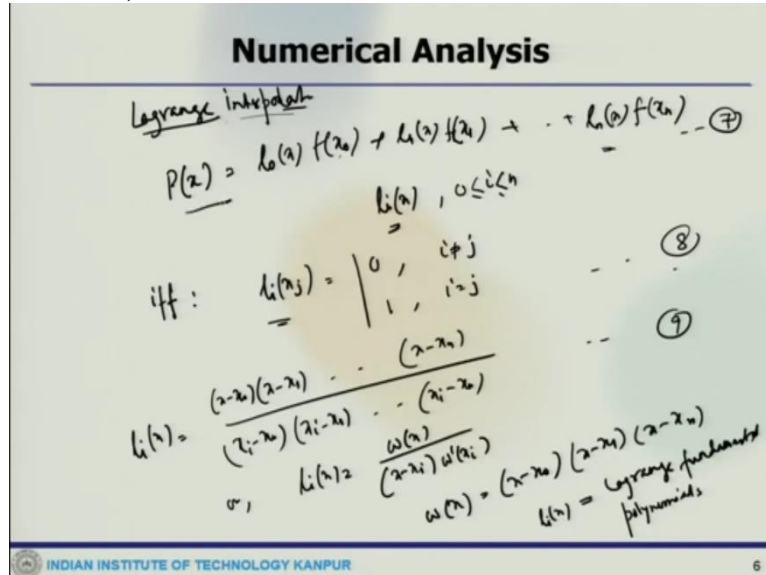 Numerical Analysis
Lagrange interpolat
P(x) = l₀(x) f(x₀) + l₁(x) f(x₁) + . . + lₙ(x) f(xₙ) -- ⑦
lᵢ(x) , 0≤i≤n
iff : lᵢ(xⱼ) = | 0 , i≠j
| 1 , i=j -- ⑧
lᵢ(x) = (x-x₀)(x-x₁) . . (x-xₙ) / (xᵢ-x₀)(xᵢ-x₁) . . (xᵢ-xₙ) -- ⑨
or, lᵢ(x) = ω(x) / (x-xᵢ) ω'(xᵢ)
ω(x) = (x-x₀) (x-x₁) (x-xₙ)
lᵢ(x) = Lagrange fundamental
polynomials
INDIAN INSTITUTE OF TECHNOLOGY KANPUR
6